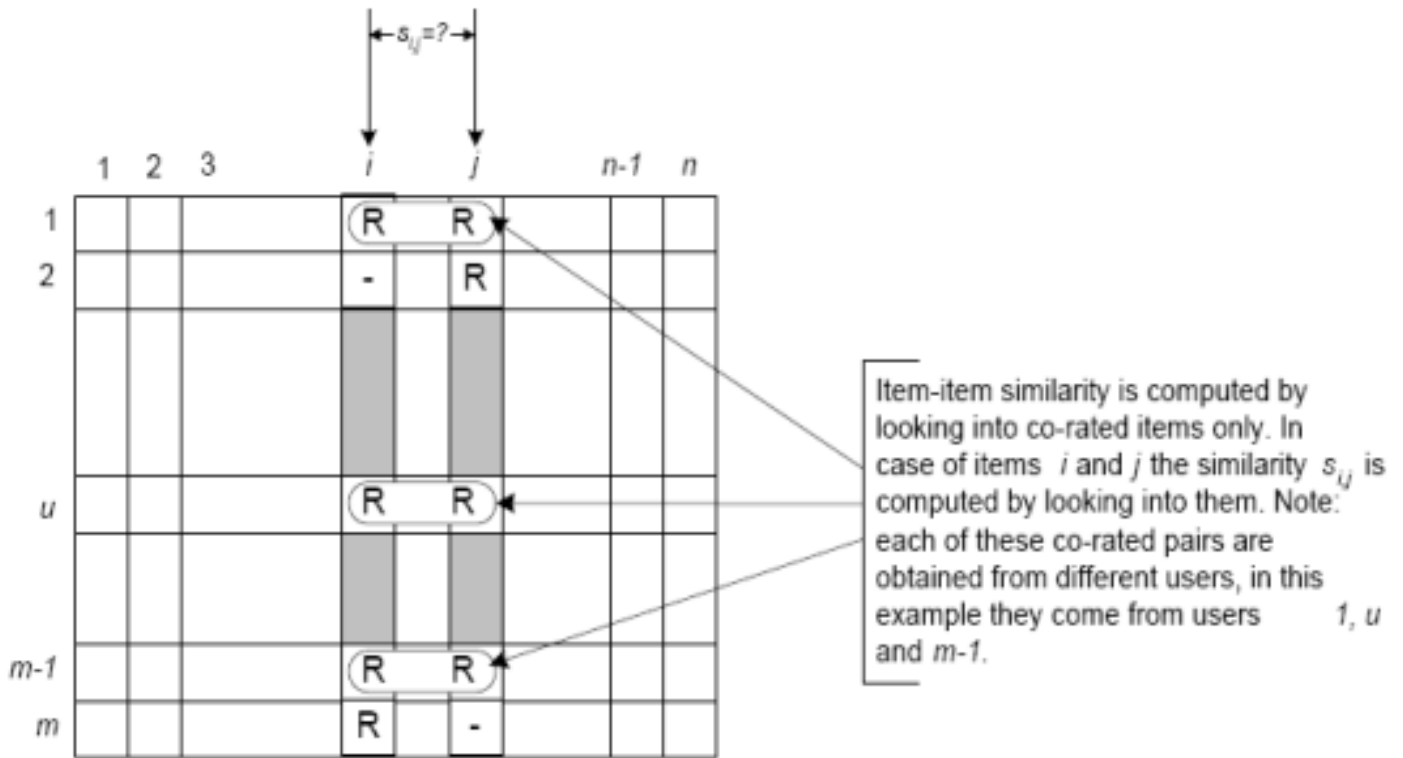 s_{i,j}=?
1 2 3 i j n-1 n
1 R R
2 - R
u R R
m-1 R R
m R -
Item-item similarity is computed by
looking into co-rated items only. In
case of items i and j the similarity s_{i,j} is
computed by looking into them. Note:
each of these co-rated pairs are
obtained from different users, in this
example they come from users 1, u
and m-1.